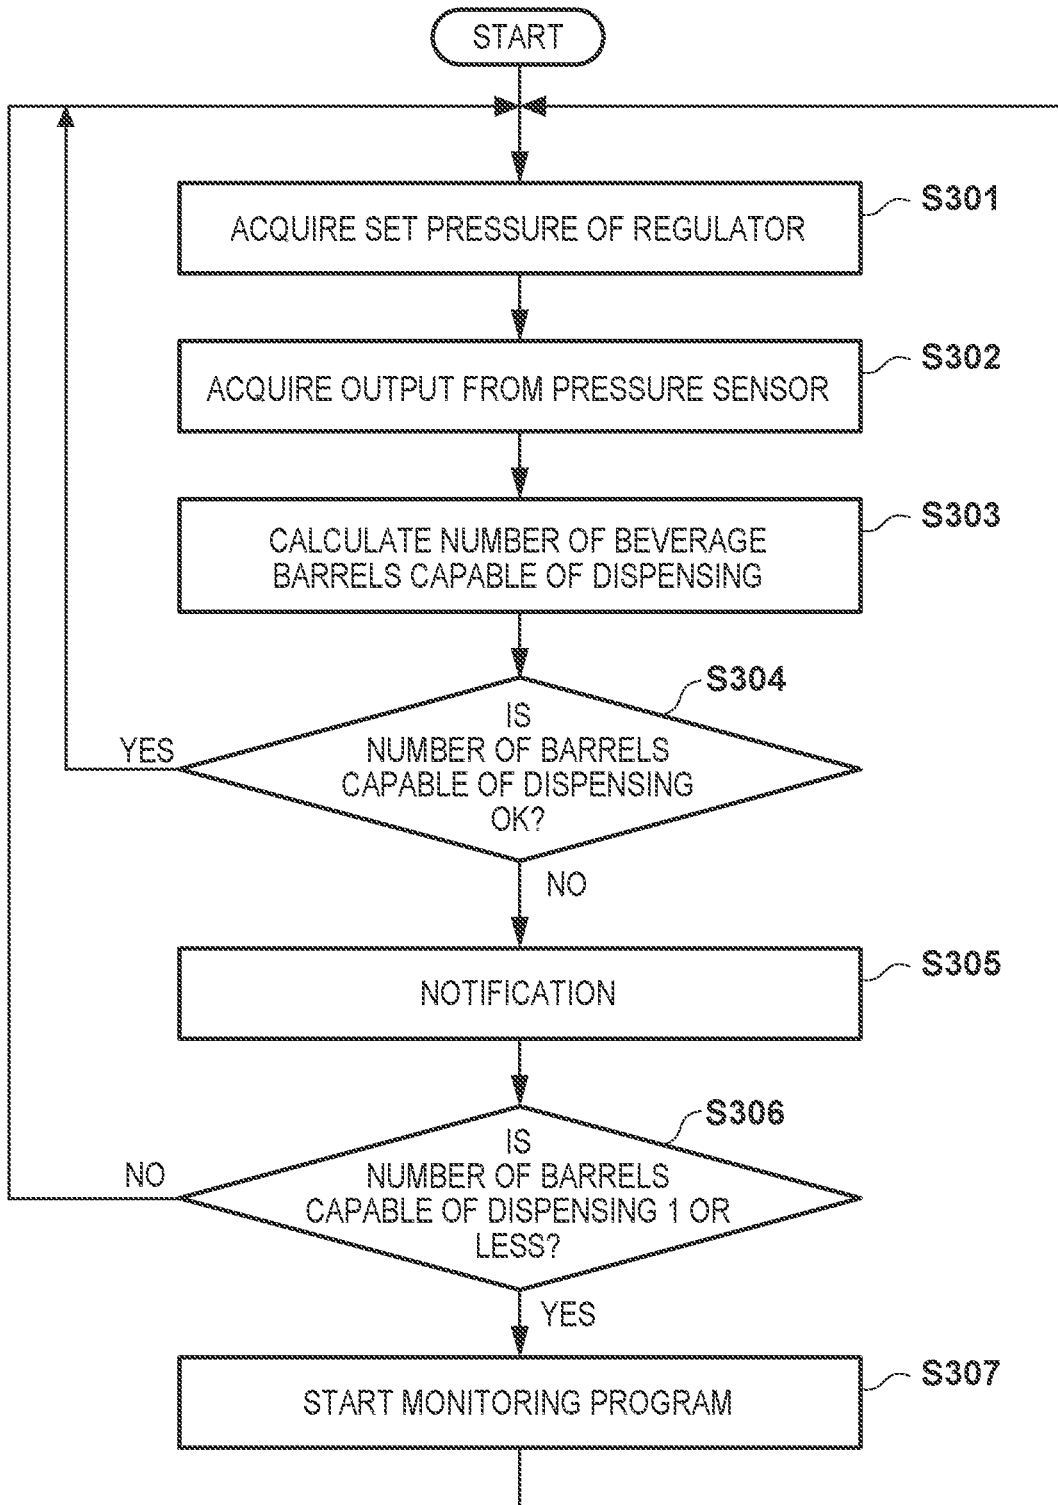 START
S301
ACQUIRE SET PRESSURE OF REGULATOR
S302
ACQUIRE OUTPUT FROM PRESSURE SENSOR
S303
CALCULATE NUMBER OF BEVERAGE
BARRELS CAPABLE OF DISPENSING
S304
IS
NUMBER OF BARRELS
CAPABLE OF DISPENSING
OK?
YES
NO
S305
NOTIFICATION
S306
IS
NUMBER OF BARRELS
CAPABLE OF DISPENSING 1 OR
LESS?
NO
YES
S307
START MONITORING PROGRAM